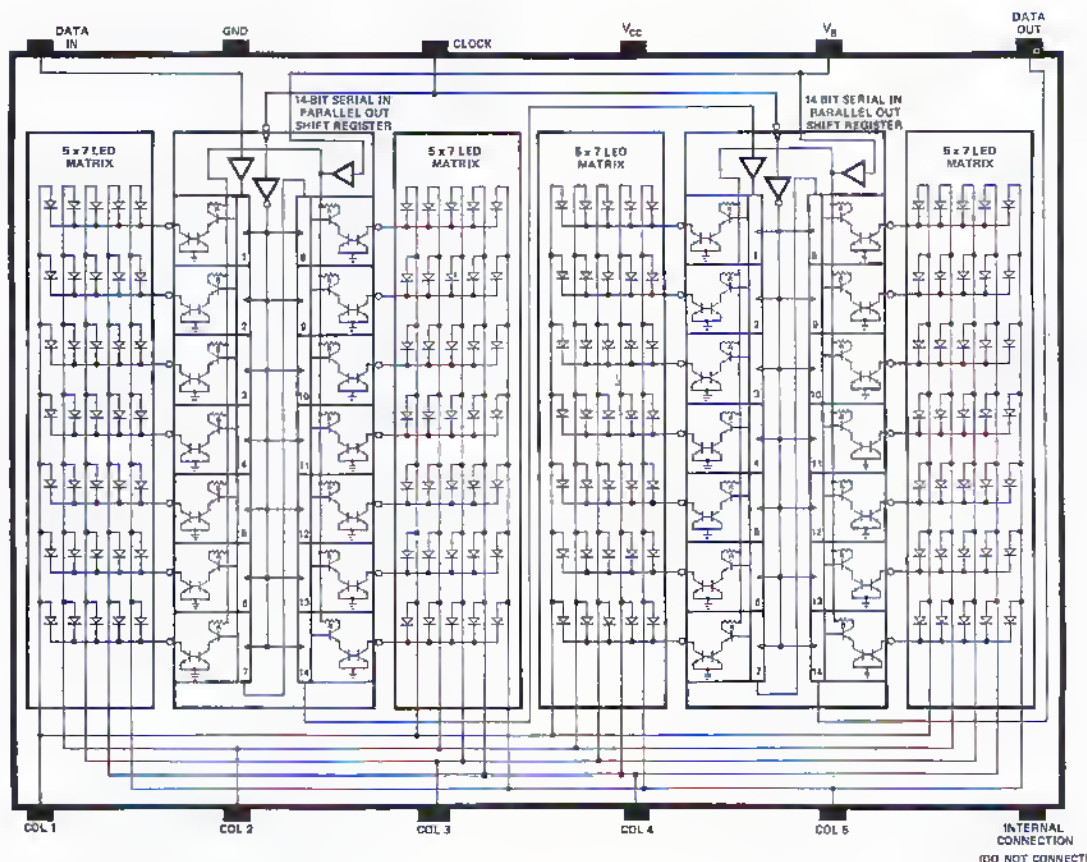 DATA
IN
GND
CLOCK
VCC
VB
DATA
OUT
14-BIT SERIAL IN
PARALLEL OUT
SHIFT REGISTER
14-BIT SERIAL IN
PARALLEL OUT
SHIFT REGISTER
5 x 7 LED
MATRIX
5 x 7 LED
MATRIX
5 x 7 LED
MATRIX
5 x 7 LED
MATRIX
1
8
1
8
2
9
2
9
3
10
3
10
4
11
4
11
5
12
5
12
6
13
6
13
7
14
7
14
COL 1
COL 2
COL 3
COL 4
COL 5
INTERNAL
CONNECTION
(DO NOT CONNECT